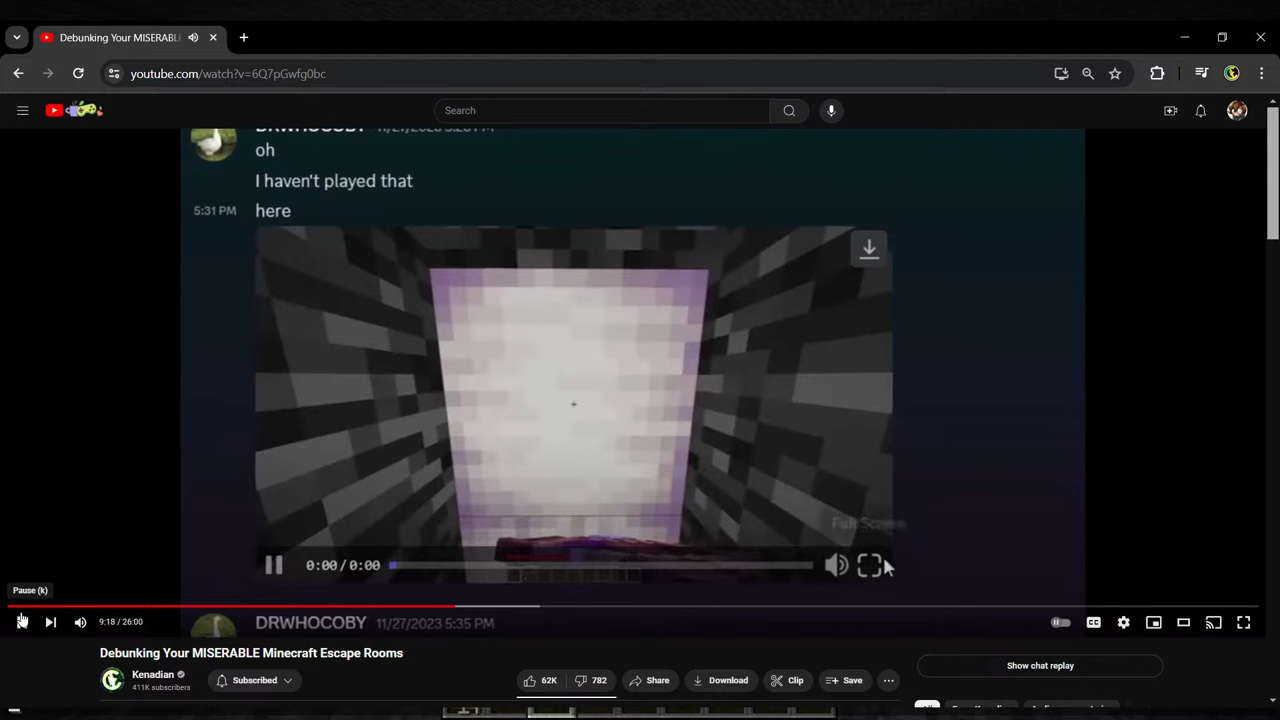 Debunking Your MISERABLE
youtube.com/watch?v=6Q7pGwfg0bc
Search
DRWHOCOBY
oh
I haven't played that
5:31 PM here
0:00 / 0:00
Pause (k)
9:18 / 26:00
DRWHOCOBY 11/27/2023 5:35 PM
Debunking Your MISERABLE Minecraft Escape Rooms
Kenadian
411K subscribers
Subscribed
62K
782
Share
Download
Clip
Save
Show chat replay